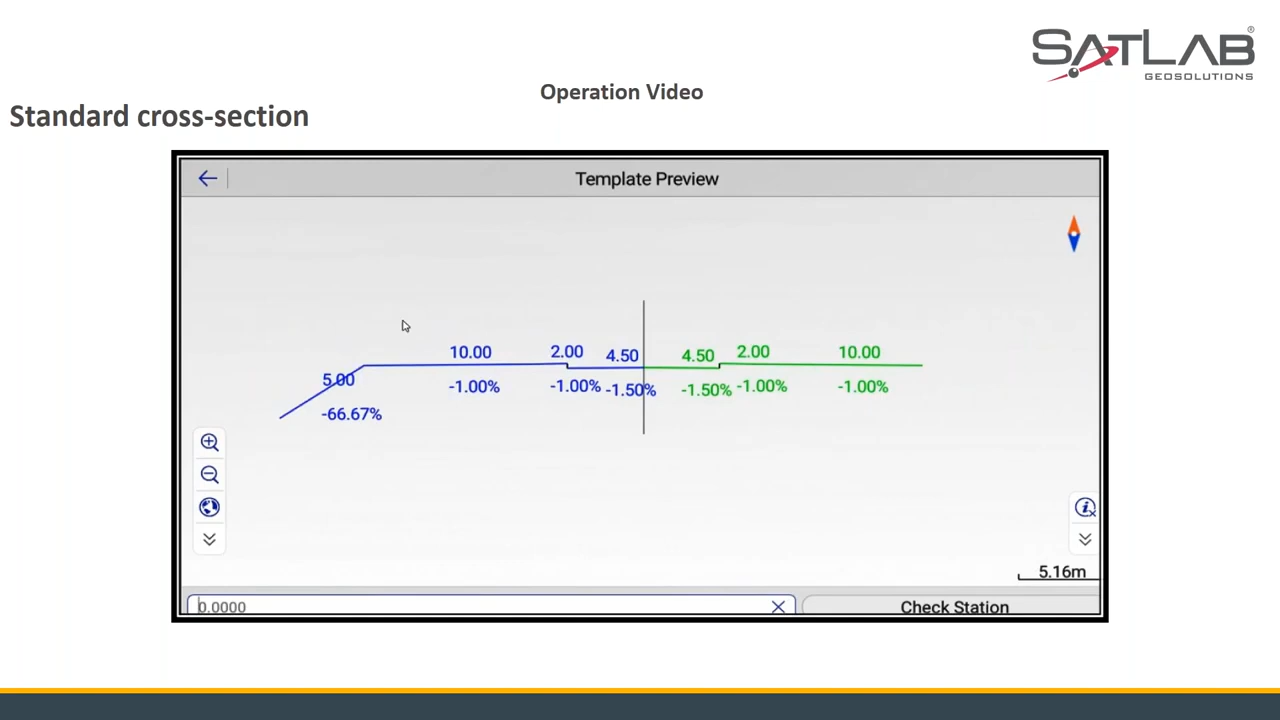 SATLAB®
GEOSOLUTIONS
Operation Video
Standard cross-section
Template Preview
10.00 2.00 4.50 4.50 2.00 10.00
5.00
-1.00% -1.00% -1.50% -1.50% -1.00% -1.00%
-66.67%
5.16m
0.0000
Check Station